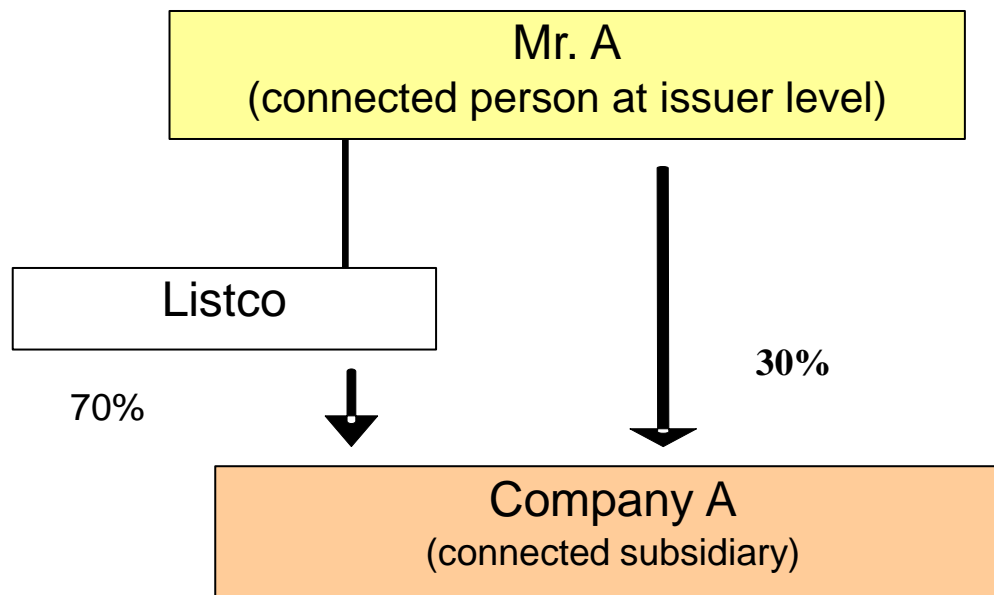 Mr. A
(connected person at issuer level)
Listco
30%
70%
Company A
(connected subsidiary)